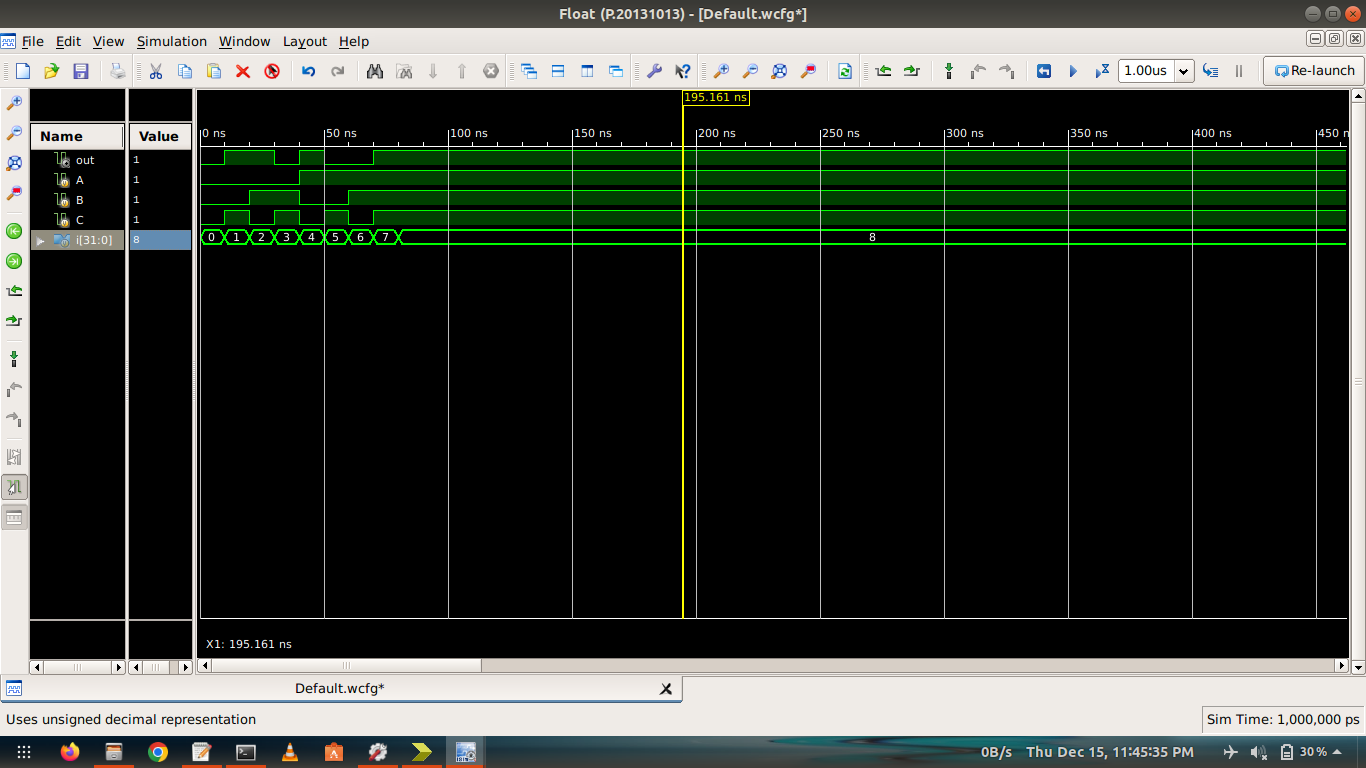 Float (P.20131013) - [Default.wcfg*]
File Edit View Simulation Window Layout Help
1.00us Re-launch
195.161 ns
Name Value
0 ns 50 ns 100 ns 150 ns 200 ns 250 ns 300 ns 350 ns 400 ns 450 n
out 1
A 1
B 1
C 1
i[31:0] 8 0 1 2 3 4 5 6 7 8
X1: 195.161 ns
Default.wcfg*
Uses unsigned decimal representation Sim Time: 1,000,000 ps
0B/s Thu Dec 15, 11:45:35 PM 30%